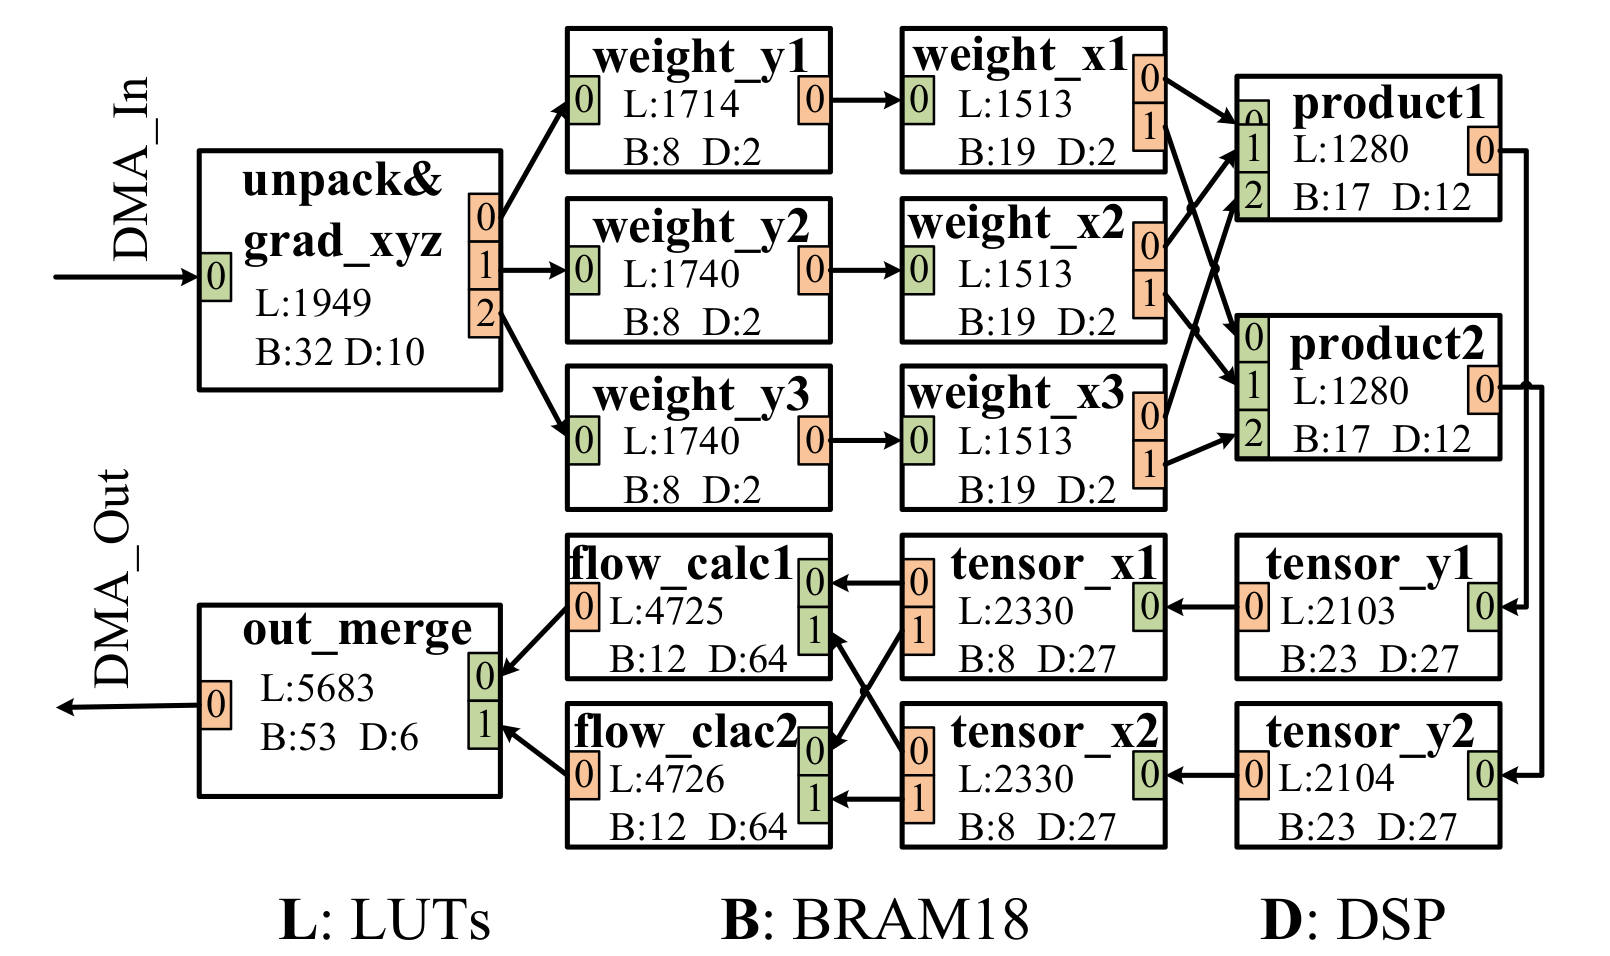 DMA_In
0
unpack&
grad_xyz
L:1949
B:32 D:10
0
1
2
0
weight_y1
L:1714
B:8 D:2
0
0
weight_x1
L:1513
B:19 D:2
0
1
0
weight_y2
L:1740
B:8 D:2
0
0
weight_x2
L:1513
B:19 D:2
0
1
0
weight_y3
L:1740
B:8 D:2
0
0
weight_x3
L:1513
B:19 D:2
0
1
0
1
2
product1
L:1280
B:17 D:12
0
0
1
2
product2
L:1280
B:17 D:12
0
tensor_y1
0
L:2103
B:23 D:27
0
tensor_x1
0
1
L:2330
B:8 D:27
0
flow_calc1
0
L:4725
B:12 D:64
0
1
tensor_y2
0
L:2104
B:23 D:27
0
tensor_x2
0
1
L:2330
B:8 D:27
0
flow_clac2
0
L:4726
B:12 D:64
0
1
out_merge
0
L:5683
B:53 D:6
0
1
DMA_Out
L: LUTs
B: BRAM18
D: DSP